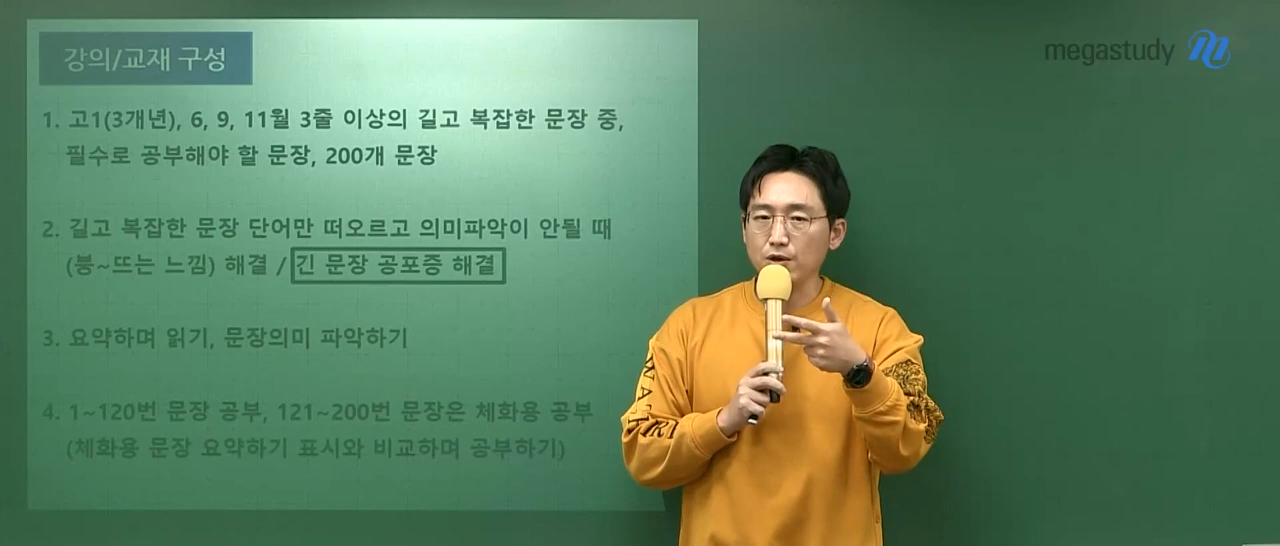 강의/교재 구성
megastudy
1. 고1(3개년), 6, 9, 11월 3줄 이상의 길고 복잡한 문장 중,
필수로 공부해야 할 문장, 200개 문장
2. 길고 복잡한 문장 단어만 떠오르고 의미파악이 안될 때
(붕~뜨는 느낌) 해결 / 긴 문장 공포증 해결
3. 요약하며 읽기, 문장의미 파악하기
4. 1~120번 문장 공부, 121~200번 문장은 체화용 공부
(체화용 문장 요약하기 표시와 비교하며 공부하기)